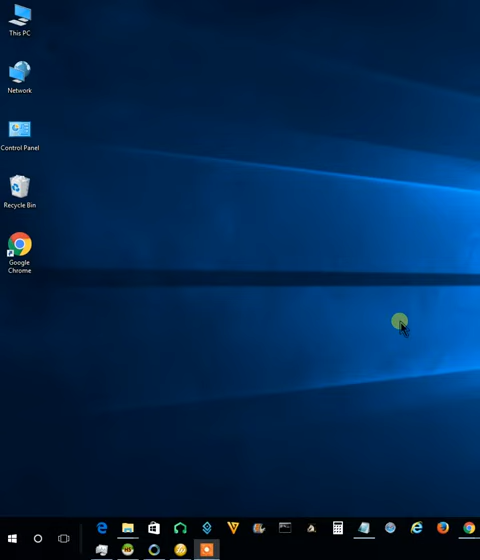 This PC
Network
Control Panel
Recycle Bin
Google
Chrome